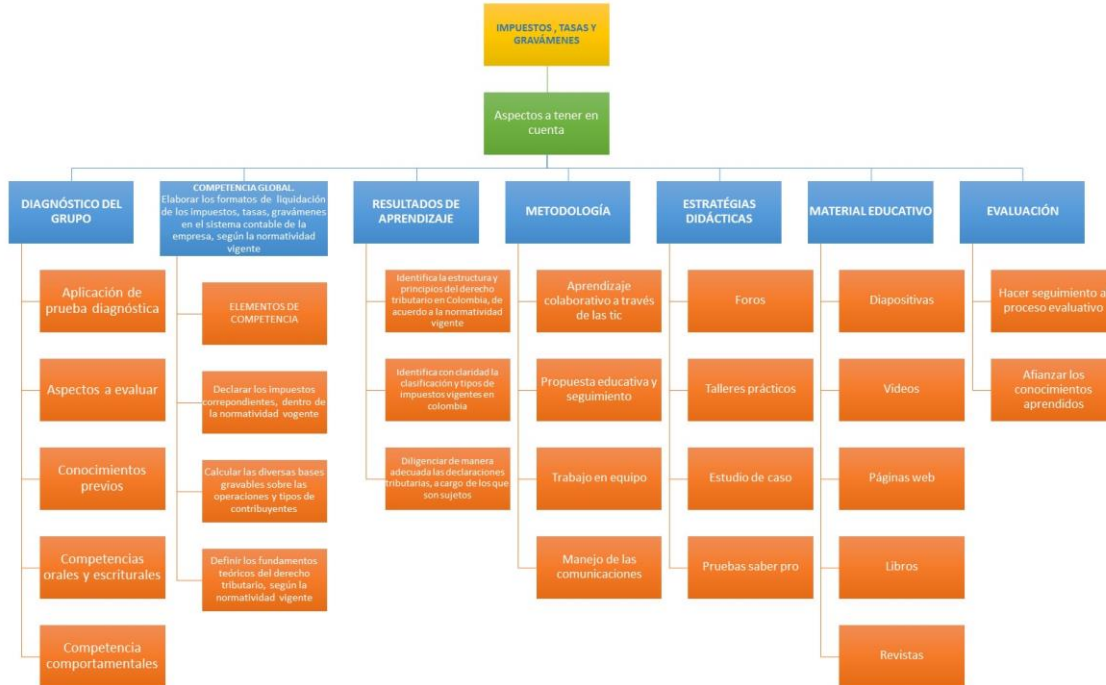 IMPUESTOS , TASAS Y
GRAVÁMENES
Aspectos a tener en
cuenta
DIAGNÓSTICO DEL
GRUPO
Aplicación de
prueba diagnóstica
Aspectos a evaluar
Conocimientos
previos
Competencias
orales y escriturales
Competencia
comportamentales
COMPETENCIA GLOBAL.
Elaborar los formatos de liquidación
de los impuestos, tasas, gravámenes
en el sistema contable de la
empresa, según la normatividad
vigente
ELEMENTOS DE
COMPETENCIA
Declarar los impuestos
correpondientes, dentro de
la normatividad vogente
Calcular las diversas bases
gravables sobre las
operaciones y tipos de
contribuyentes
Definir los fundamentos
teóricos del derecho
tributario, según la
normatividad vigente
RESULTADOS DE
APRENDIZAJE
Identifica la estructura y
principios del derecho
tributario en Colombia, de
acuerdo a la normatividad
vigente
Identifica con claridad la
clasificación y tipos de
impuestos vigentes en
colombia
Diligenciar de manera
adecuada las declaraciones
tributarias, a cargo de los que
son sujetos
METODOLOGÍA
Aprendizaje
colaborativo a través
de las tic
Propuesta educativa y
seguimiento
Trabajo en equipo
Manejo de las
comunicaciones
ESTRATÉGIAS
DIDÁCTICAS
Foros
Talleres prácticos
Estudio de caso
Pruebas saber pro
MATERIAL EDUCATIVO
Diapositivas
Videos
Páginas web
Libros
Revistas
EVALUACIÓN
Hacer seguimiento al
proceso evaluativo
Afianzar los
conocimientos
aprendidos